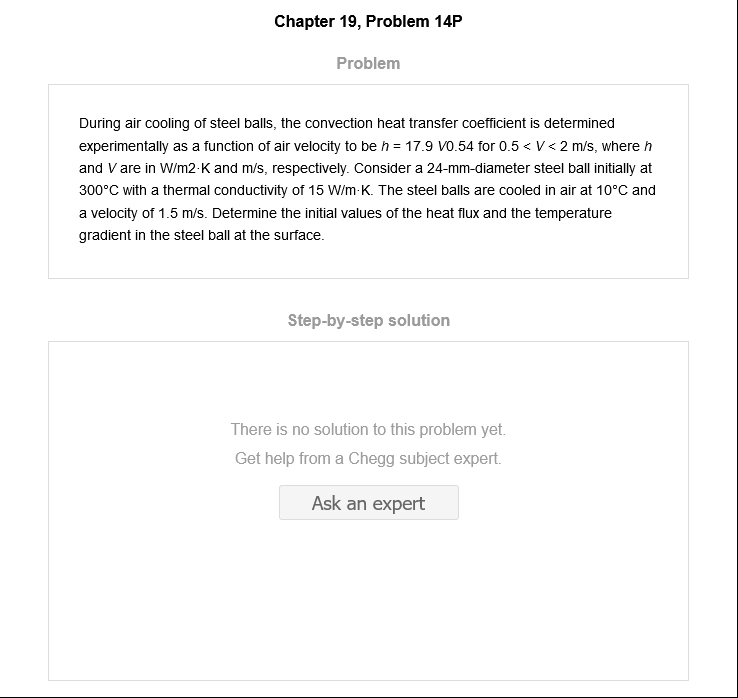 Chapter 19, Problem 14P
Problem
During air cooling of steel balls, the convection heat transfer coefficient is determined
experimentally as a function of air velocity to be h = 17.9 V0.54 for 0.5 < V < 2 m/s, where h
and V are in W/m2·K and m/s, respectively. Consider a 24-mm-diameter steel ball initially at
300°C with a thermal conductivity of 15 W/m·K. The steel balls are cooled in air at 10°C and
a velocity of 1.5 m/s. Determine the initial values of the heat flux and the temperature
gradient in the steel ball at the surface.
Step-by-step solution
There is no solution to this problem yet.
Get help from a Chegg subject expert.
Ask an expert